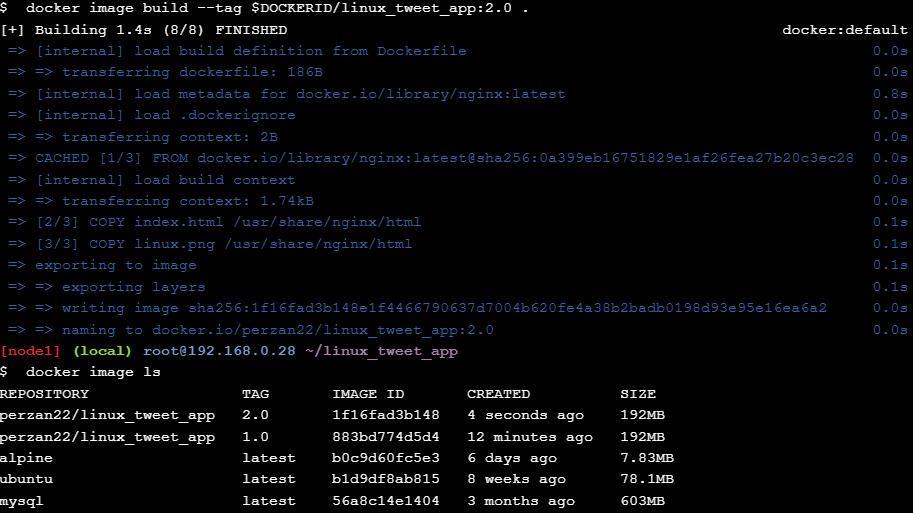 $  docker image build --tag $DOCKERID/linux_tweet_app:2.0 .
[+] Building 1.4s (8/8) FINISHED docker:default
=> [internal] load build definition from Dockerfile 0.0s
=> => transferring dockerfile: 186B 0.0s
=> [internal] load metadata for docker.io/library/nginx:latest 0.8s
=> [internal] load .dockerignore 0.0s
=> => transferring context: 2B 0.0s
=> CACHED [1/3] FROM docker.io/library/nginx:latest@sha256:0a399eb16751829e1af26fea27b20c3ec28 0.0s
=> [internal] load build context 0.0s
=> => transferring context: 1.74kB 0.0s
=> [2/3] COPY index.html /usr/share/nginx/html 0.1s
=> [3/3] COPY linux.png /usr/share/nginx/html 0.1s
=> exporting to image 0.1s
=> => exporting layers 0.1s
=> => writing image sha256:1f16fad3b148e1f4466790637d7004b620fe4a38b2badb0198d93e95e16ea6a2 0.0s
=> => naming to docker.io/perzan22/linux_tweet_app:2.0 0.0s
[node1] (local) root@192.168.0.28 ~/linux_tweet_app
$  docker image ls
REPOSITORY TAG IMAGE ID CREATED SIZE
perzan22/linux_tweet_app 2.0 1f16fad3b148 4 seconds ago 192MB
perzan22/linux_tweet_app 1.0 883bd774d5d4 12 minutes ago 192MB
alpine latest b0c9d60fc5e3 6 days ago 7.83MB
ubuntu latest b1d9df8ab815 8 weeks ago 78.1MB
mysql latest 56a8c14e1404 3 months ago 603MB